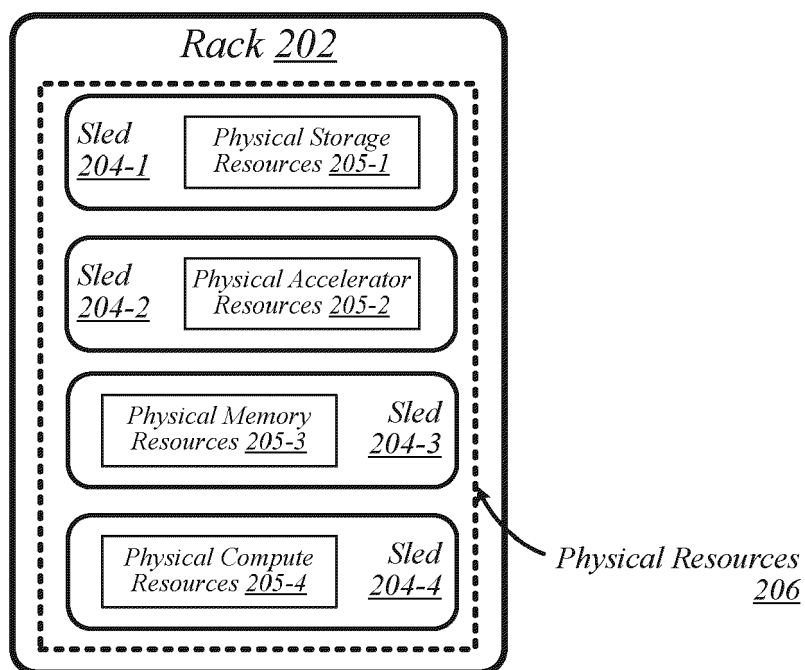 Rack 202
Sled
204-1
Physical Storage
Resources 205-1
Sled
204-2
Physical Accelerator
Resources 205-2
Physical Memory
Resources 205-3
Sled
204-3
Physical Compute
Resources 205-4
Sled
204-4
Physical Resources
206